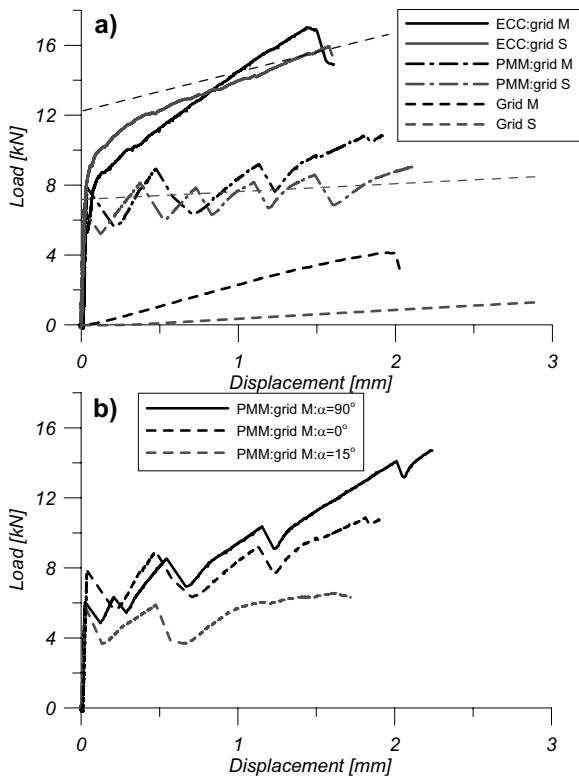 a)
ECC:grid M
ECC:grid S
PMM:grid M
PMM:grid S
Grid M
Grid S
16
12
8
4
0
Load [kN]
0
1
2
3
Displacement [mm]
b)
PMM:grid M:α=90°
PMM:grid M:α=0°
PMM:grid M:α=15°
16
12
8
4
0
Load [kN]
0
1
2
3
Displacement [mm]